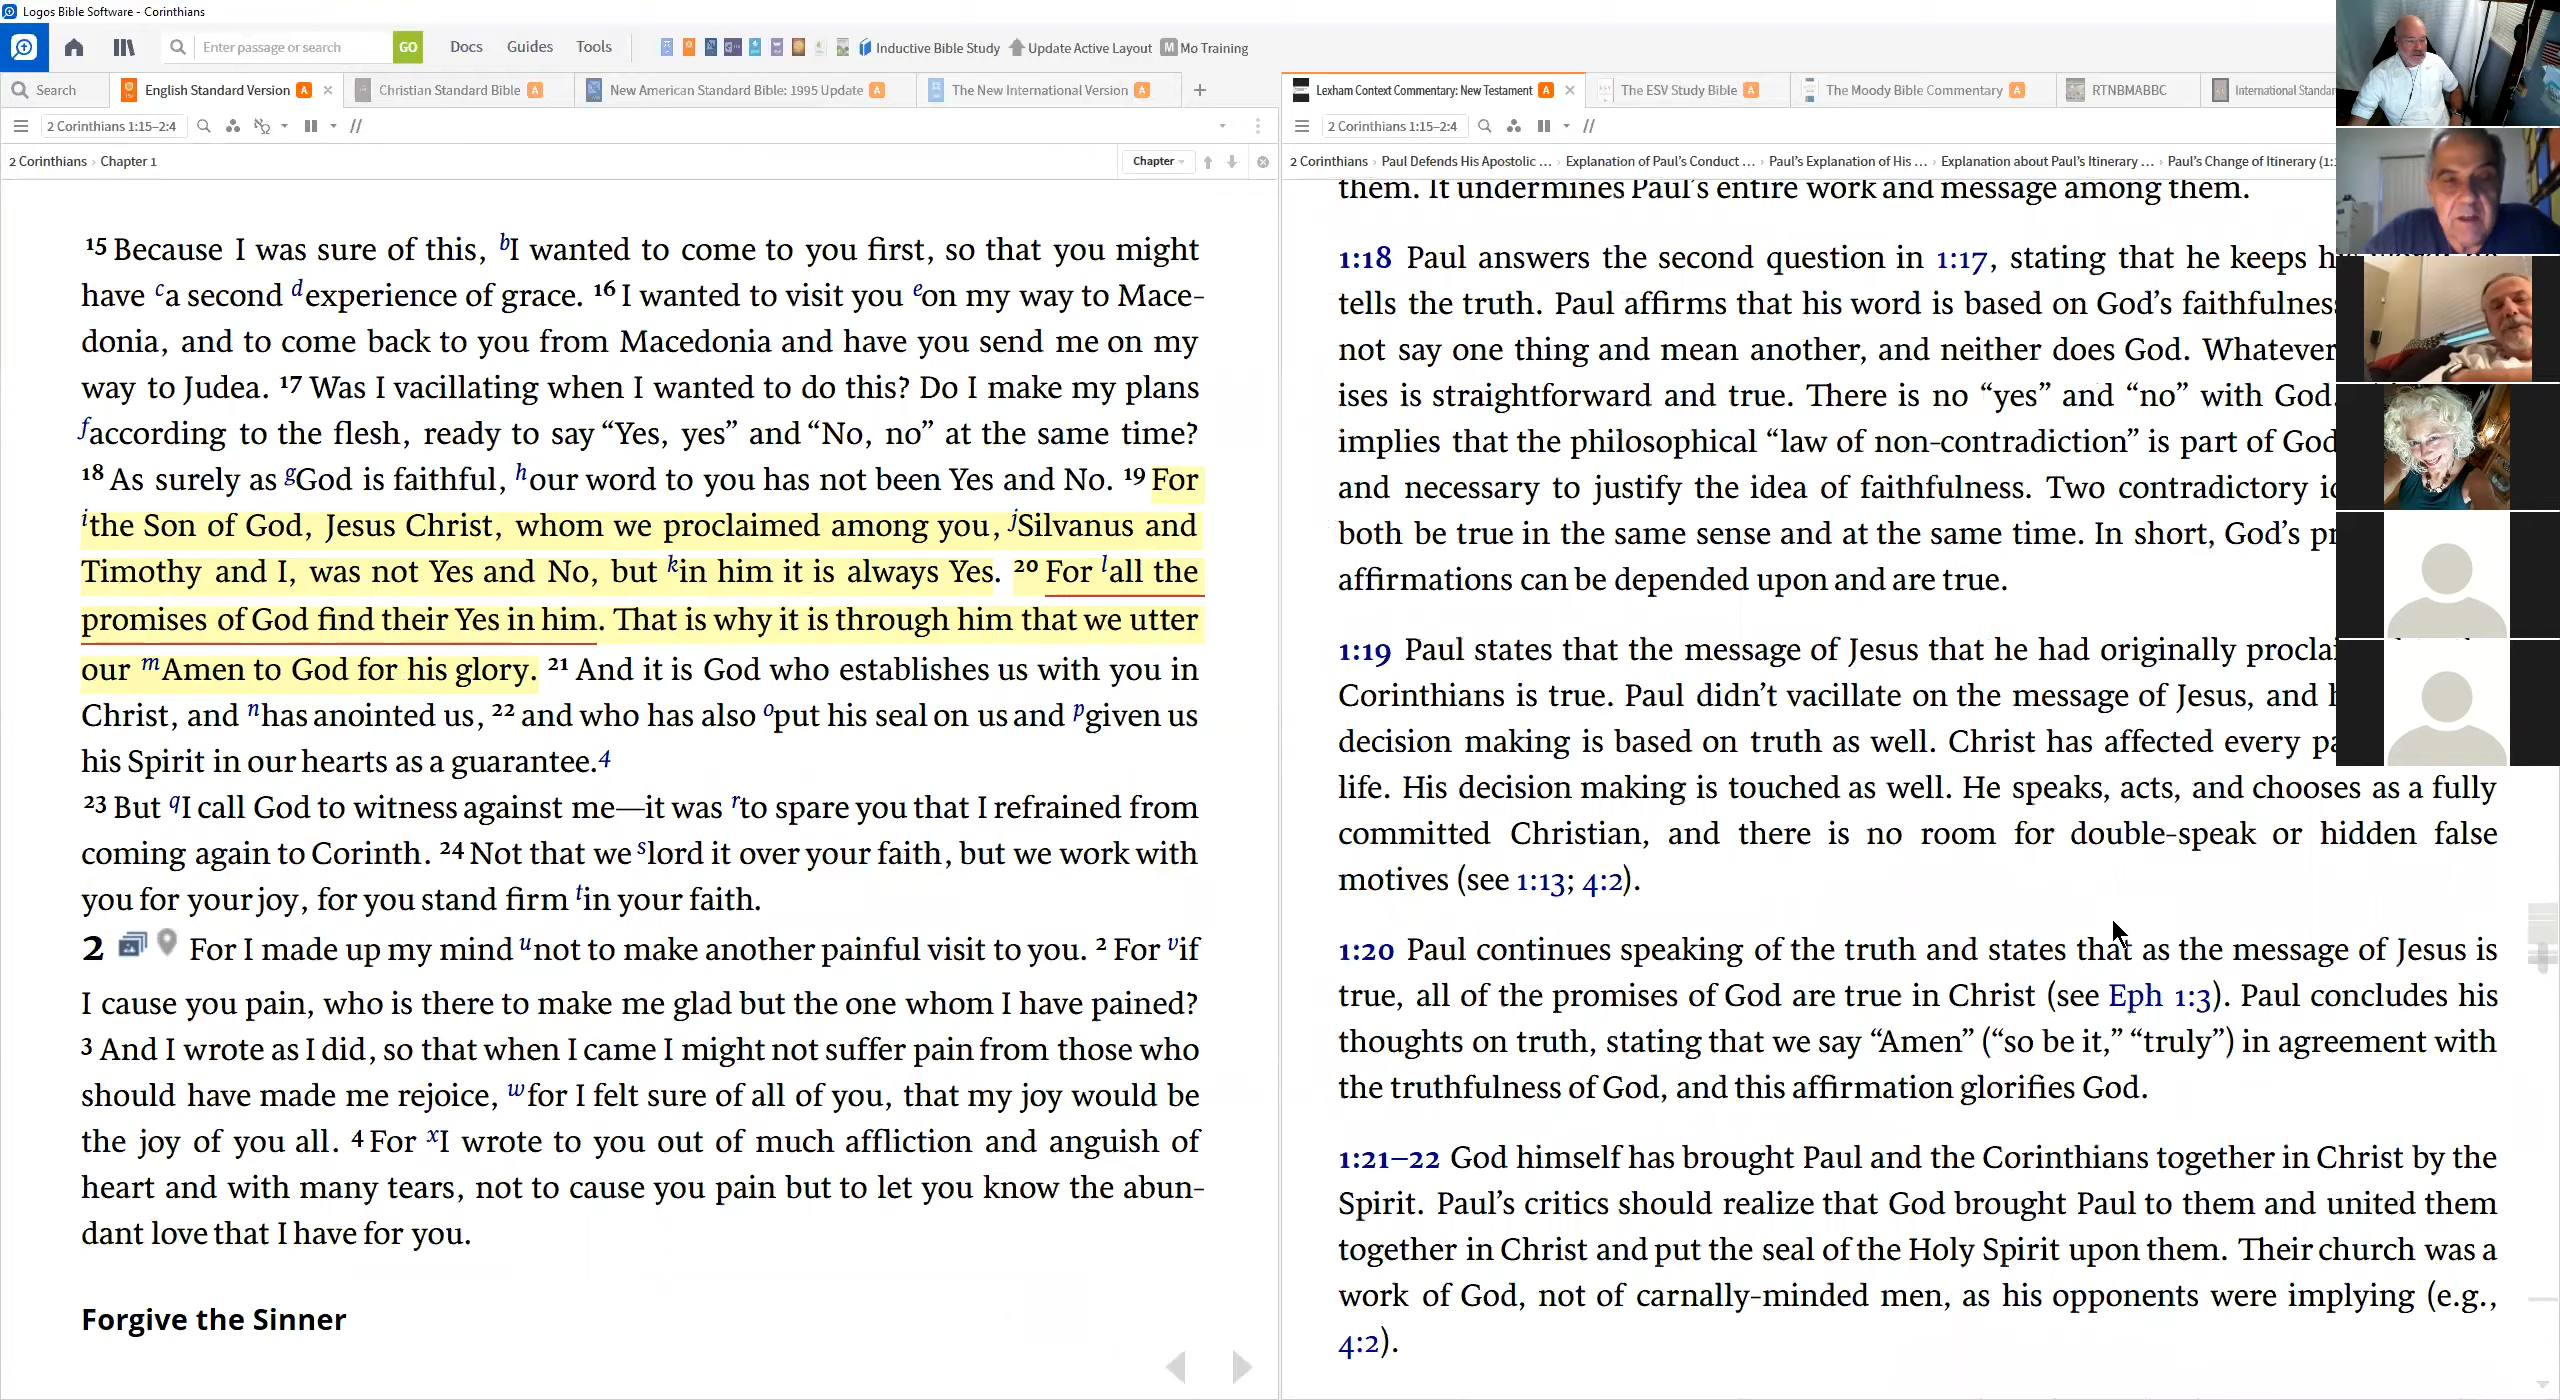 Logos Bible Software - Corinthians
Enter passage or search
GO
Docs
Guides
Tools
Inductive Bible Study
Update Active Layout
M Mo Training
Search
English Standard Version A
Christian Standard Bible A
New American Standard Bible: 1995 Update A
The New International Version A
2 Corinthians 1:15–2:4
2 Corinthians › Chapter 1
Chapter
15 Because I was sure of this, b I wanted to come to you first, so that you might
have c a second d experience of grace. 16 I wanted to visit you e on my way to Mace-
donia, and to come back to you from Macedonia and have you send me on my
way to Judea. 17 Was I vacillating when I wanted to do this? Do I make my plans
f according to the flesh, ready to say “Yes, yes” and “No, no” at the same time?
18 As surely as g God is faithful, h our word to you has not been Yes and No. 19 For
i the Son of God, Jesus Christ, whom we proclaimed among you, j Silvanus and
Timothy and I, was not Yes and No, but k in him it is always Yes. 20 For l all the
promises of God find their Yes in him. That is why it is through him that we utter
our m Amen to God for his glory. 21 And it is God who establishes us with you in
Christ, and n has anointed us, 22 and who has also o put his seal on us and p given us
his Spirit in our hearts as a guarantee.4
23 But q I call God to witness against me—it was r to spare you that I refrained from
coming again to Corinth. 24 Not that we s lord it over your faith, but we work with
you for your joy, for you stand firm t in your faith.
2 For I made up my mind u not to make another painful visit to you. 2 For v if
I cause you pain, who is there to make me glad but the one whom I have pained?
3 And I wrote as I did, so that when I came I might not suffer pain from those who
should have made me rejoice, w for I felt sure of all of you, that my joy would be
the joy of you all. 4 For x I wrote to you out of much affliction and anguish of
heart and with many tears, not to cause you pain but to let you know the abun-
dant love that I have for you.
Forgive the Sinner
Lexham Context Commentary: New Testament A
The ESV Study Bible A
The Moody Bible Commentary A
RTNBMABBC
International Standar
2 Corinthians 1:15–2:4
2 Corinthians › Paul Defends His Apostolic ... › Explanation of Paul’s Conduct ... › Paul’s Explanation of His ... › Explanation about Paul’s Itinerary ... › Paul’s Change of Itinerary (1:
them. It undermines Paul’s entire work and message among them.
1:18 Paul answers the second question in 1:17, stating that he keeps
tells the truth. Paul affirms that his word is based on God’s faithfulness
not say one thing and mean another, and neither does God. Whatever
ises is straightforward and true. There is no “yes” and “no” with God.
implies that the philosophical “law of non-contradiction” is part of God
and necessary to justify the idea of faithfulness. Two contradictory
both be true in the same sense and at the same time. In short, God’s
affirmations can be depended upon and are true.
1:19 Paul states that the message of Jesus that he had originally
Corinthians is true. Paul didn’t vacillate on the message of Jesus, and
decision making is based on truth as well. Christ has affected every
life. His decision making is touched as well. He speaks, acts, and chooses as a fully
committed Christian, and there is no room for double-speak or hidden false
motives (see 1:13; 4:2).
1:20 Paul continues speaking of the truth and states that as the message of Jesus is
true, all of the promises of God are true in Christ (see Eph 1:3). Paul concludes his
thoughts on truth, stating that we say “Amen” (“so be it,” “truly”) in agreement with
the truthfulness of God, and this affirmation glorifies God.
1:21–22 God himself has brought Paul and the Corinthians together in Christ by the
Spirit. Paul’s critics should realize that God brought Paul to them and united them
together in Christ and put the seal of the Holy Spirit upon them. Their church was a
work of God, not of carnally-minded men, as his opponents were implying (e.g.,
4:2).